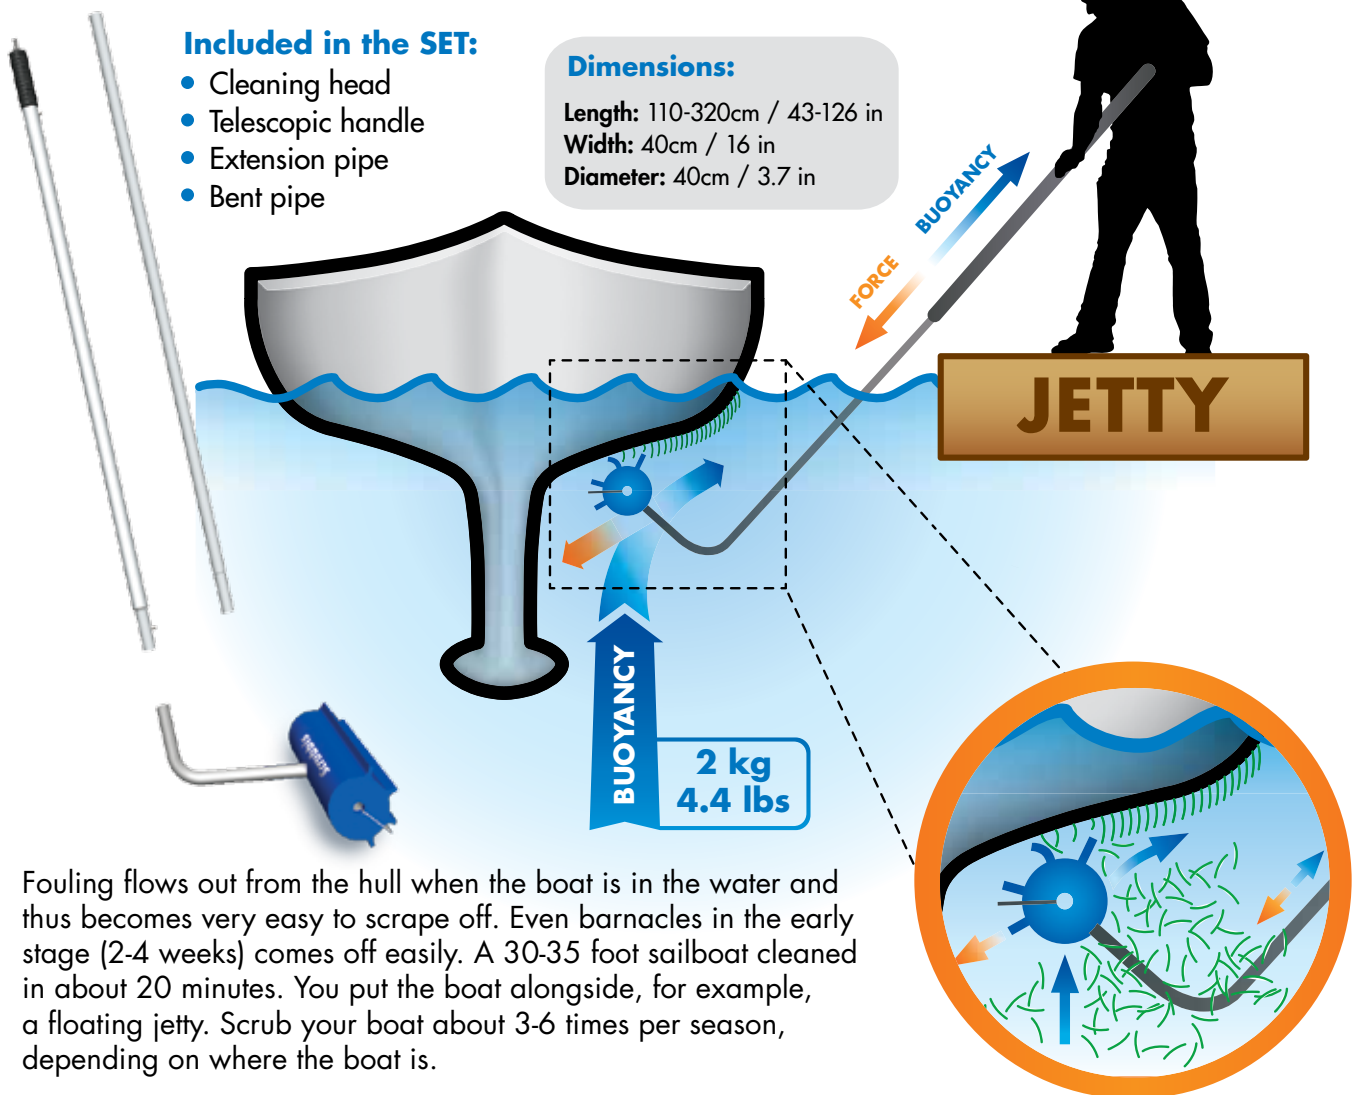 Included in the SET:
• Cleaning head
• Telescopic handle
• Extension pipe
• Bent pipe
Dimensions:
Length: 110-320cm / 43-126 in
Width: 40cm / 16 in
Diameter: 40cm / 3.7 in
BUOYANCY
FORCE
JETTY
BUOYANCY
2 kg
4.4 lbs
Fouling flows out from the hull when the boat is in the water and
thus becomes very easy to scrape off. Even barnacles in the early
stage (2-4 weeks) comes off easily. A 30-35 foot sailboat cleaned
in about 20 minutes. You put the boat alongside, for example,
a floating jetty. Scrub your boat about 3-6 times per season,
depending on where the boat is.